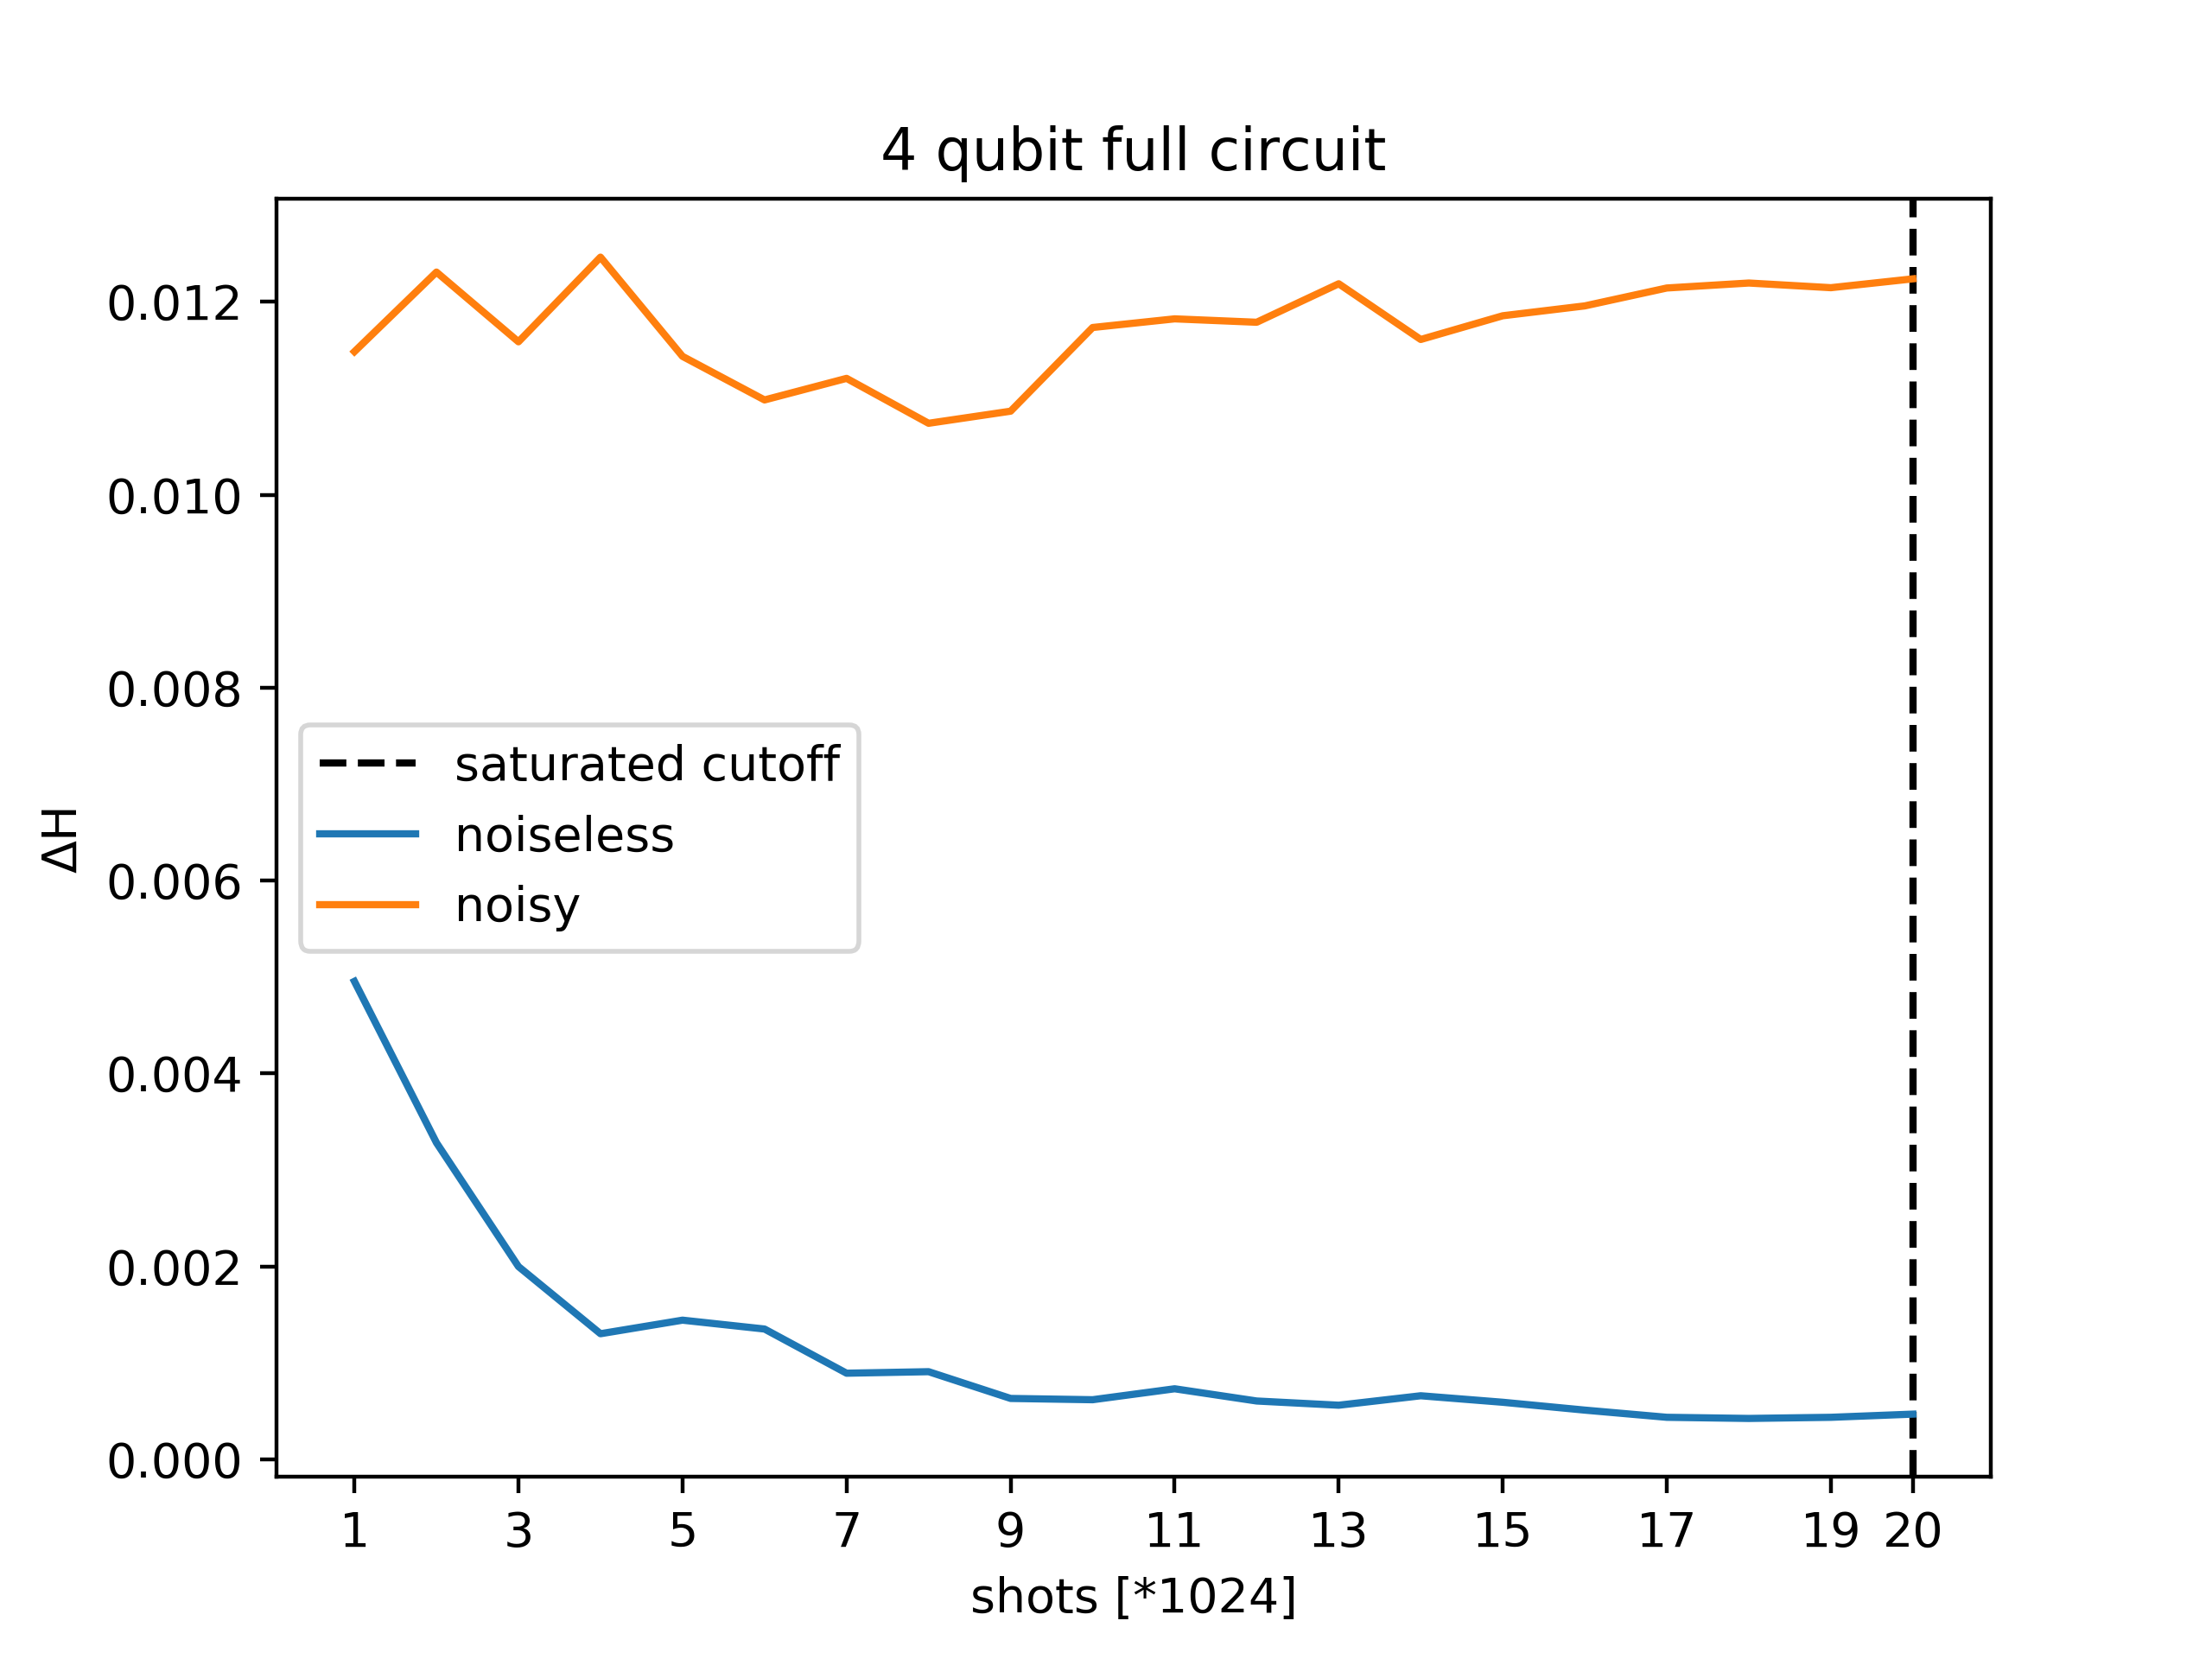 4 qubit full circuit
0.012
0.010
0.008
0.006
0.004
0.002
0.000
ΔH
saturated cutoff
noiseless
noisy
1 3 5 7 9 11 13 15 17 19 20
shots [*1024]